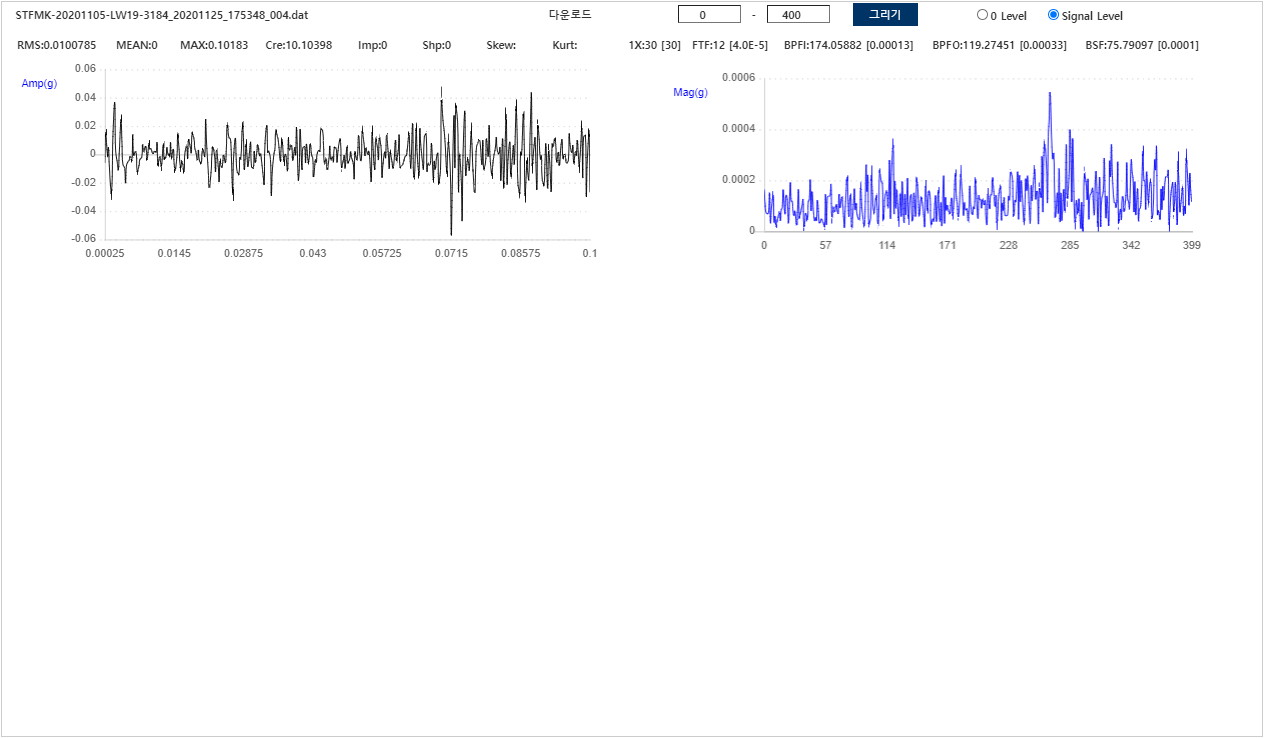 STFMK-20201105-LW19-3184_20201125_175348_004.dat 다운로드 0 - 400 그리기 0 Level Signal Level
RMS:0.0100785 MEAN:0 MAX:0.10183 Cre:10.10398 Imp:0 Shp:0 Skew: Kurt: 1X:30 [30] FTF:12 [4.0E-5] BPFI:174.05882 [0.00013] BPFO:119.27451 [0.00033] BSF:75.79097 [0.0001]
Amp(g)
0.06
0.04
0.02
0
-0.02
-0.04
-0.06
0.00025 0.0145 0.02875 0.043 0.05725 0.0715 0.08575 0.1
Mag(g)
0.0006
0.0004
0.0002
0
0 57 114 171 228 285 342 399